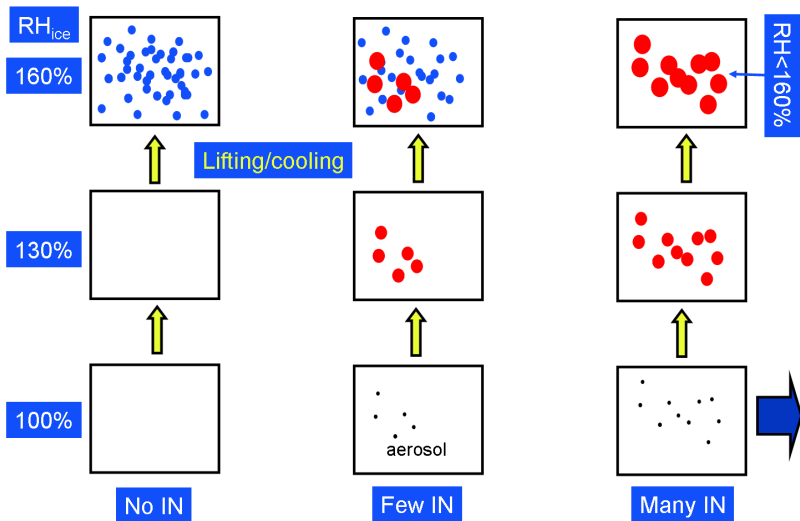 RHice
160%
RH<160%
Lifting/cooling
130%
100%
aerosol
No IN
Few IN
Many IN